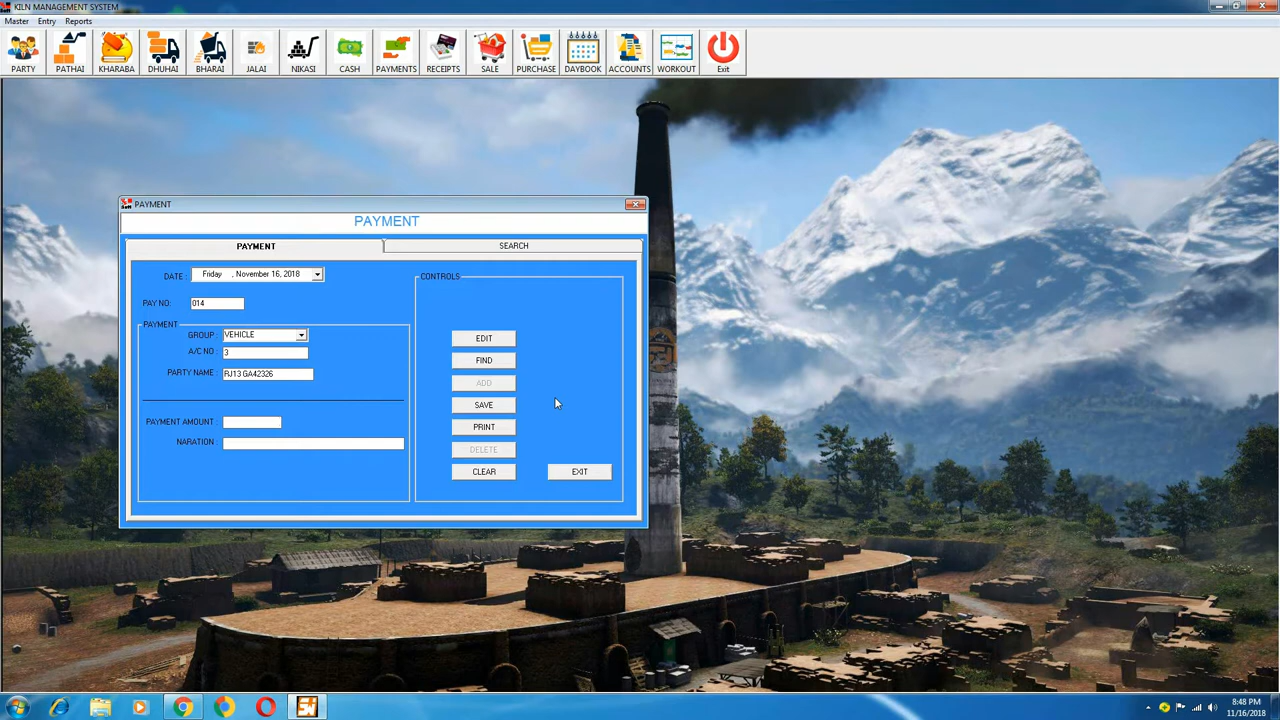 KILN MANAGEMENT SYSTEM
Master Entry Reports
PARTY PATHAI KHARABA DHUHAI BHARAI JALAI NIKASI CASH PAYMENTS RECEIPTS SALE PURCHASE DAYBOOK ACCOUNTS WORKOUT Exit
PAYMENT
PAYMENT
PAYMENT SEARCH
DATE : Friday , November 16, 2018
CONTROLS
PAY NO: 014
PAYMENT
GROUP : VEHICLE
EDIT
A/C NO : 3
FIND
PARTY NAME : RJ13 GA42326
ADD
SAVE
PAYMENT AMOUNT :
PRINT
NARATION :
DELETE
CLEAR EXIT
8:48 PM
11/16/2018